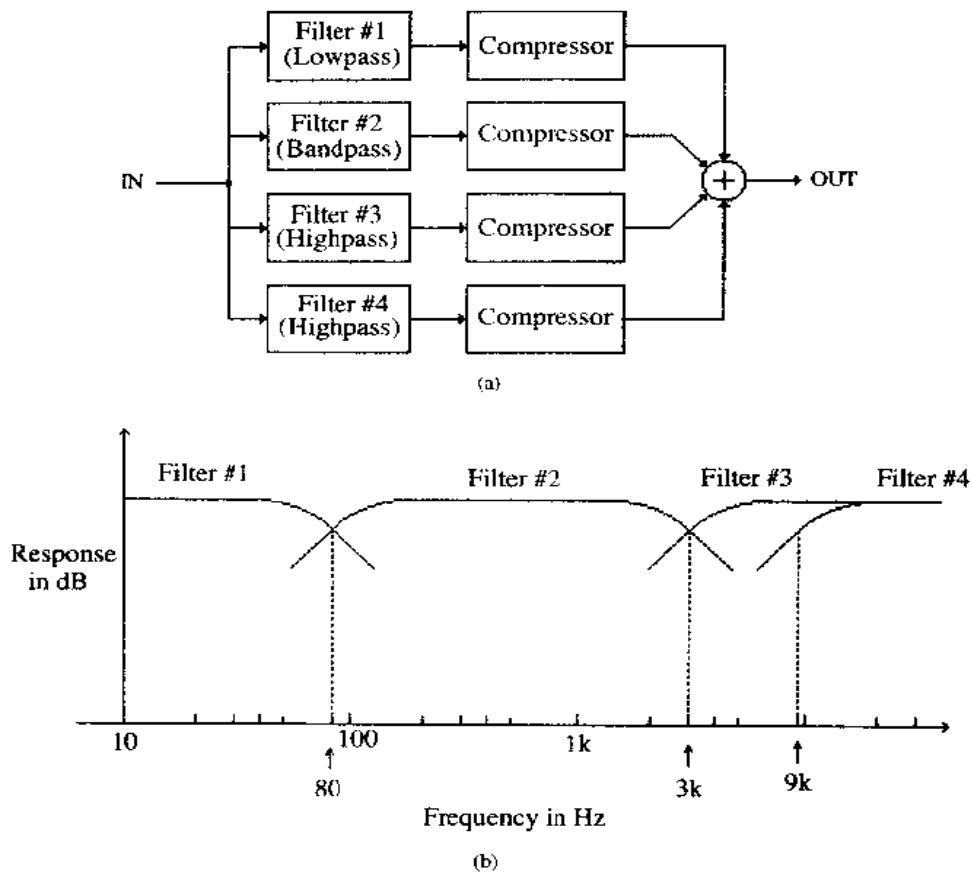 Filter #1
(Lowpass)
Compressor
Filter #2
(Bandpass)
Compressor
IN
+
OUT
Filter #3
(Highpass)
Compressor
Filter #4
(Highpass)
Compressor
(a)
Filter #1
Filter #2
Filter #3
Filter #4
Response
in dB
10
100
1k
80
3k
9k
Frequency in Hz
(b)